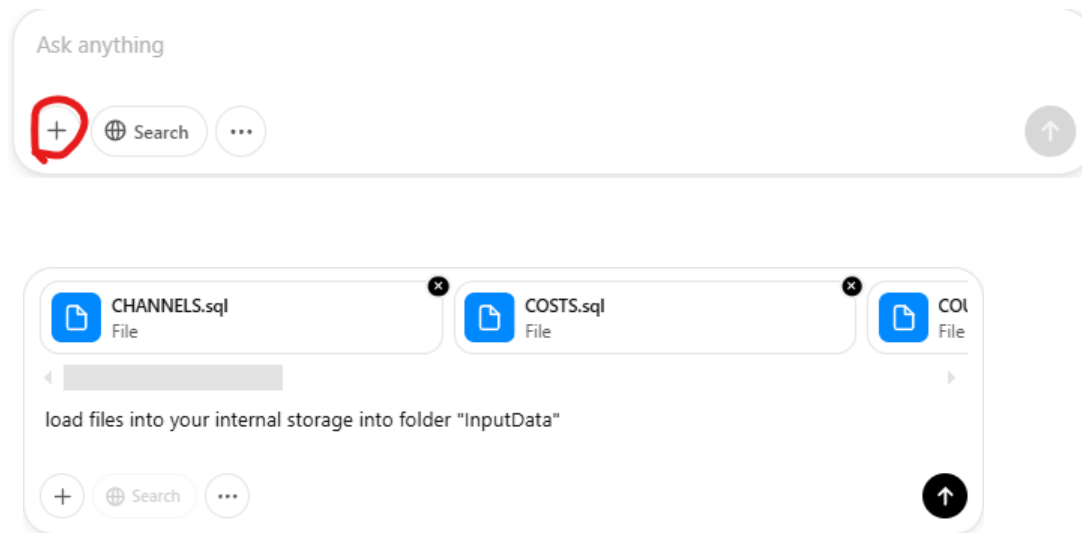 Ask anything
Search
CHANNELS.sql
File
COSTS.sql
File
COU
File
load files into your internal storage into folder "InputData"
Search